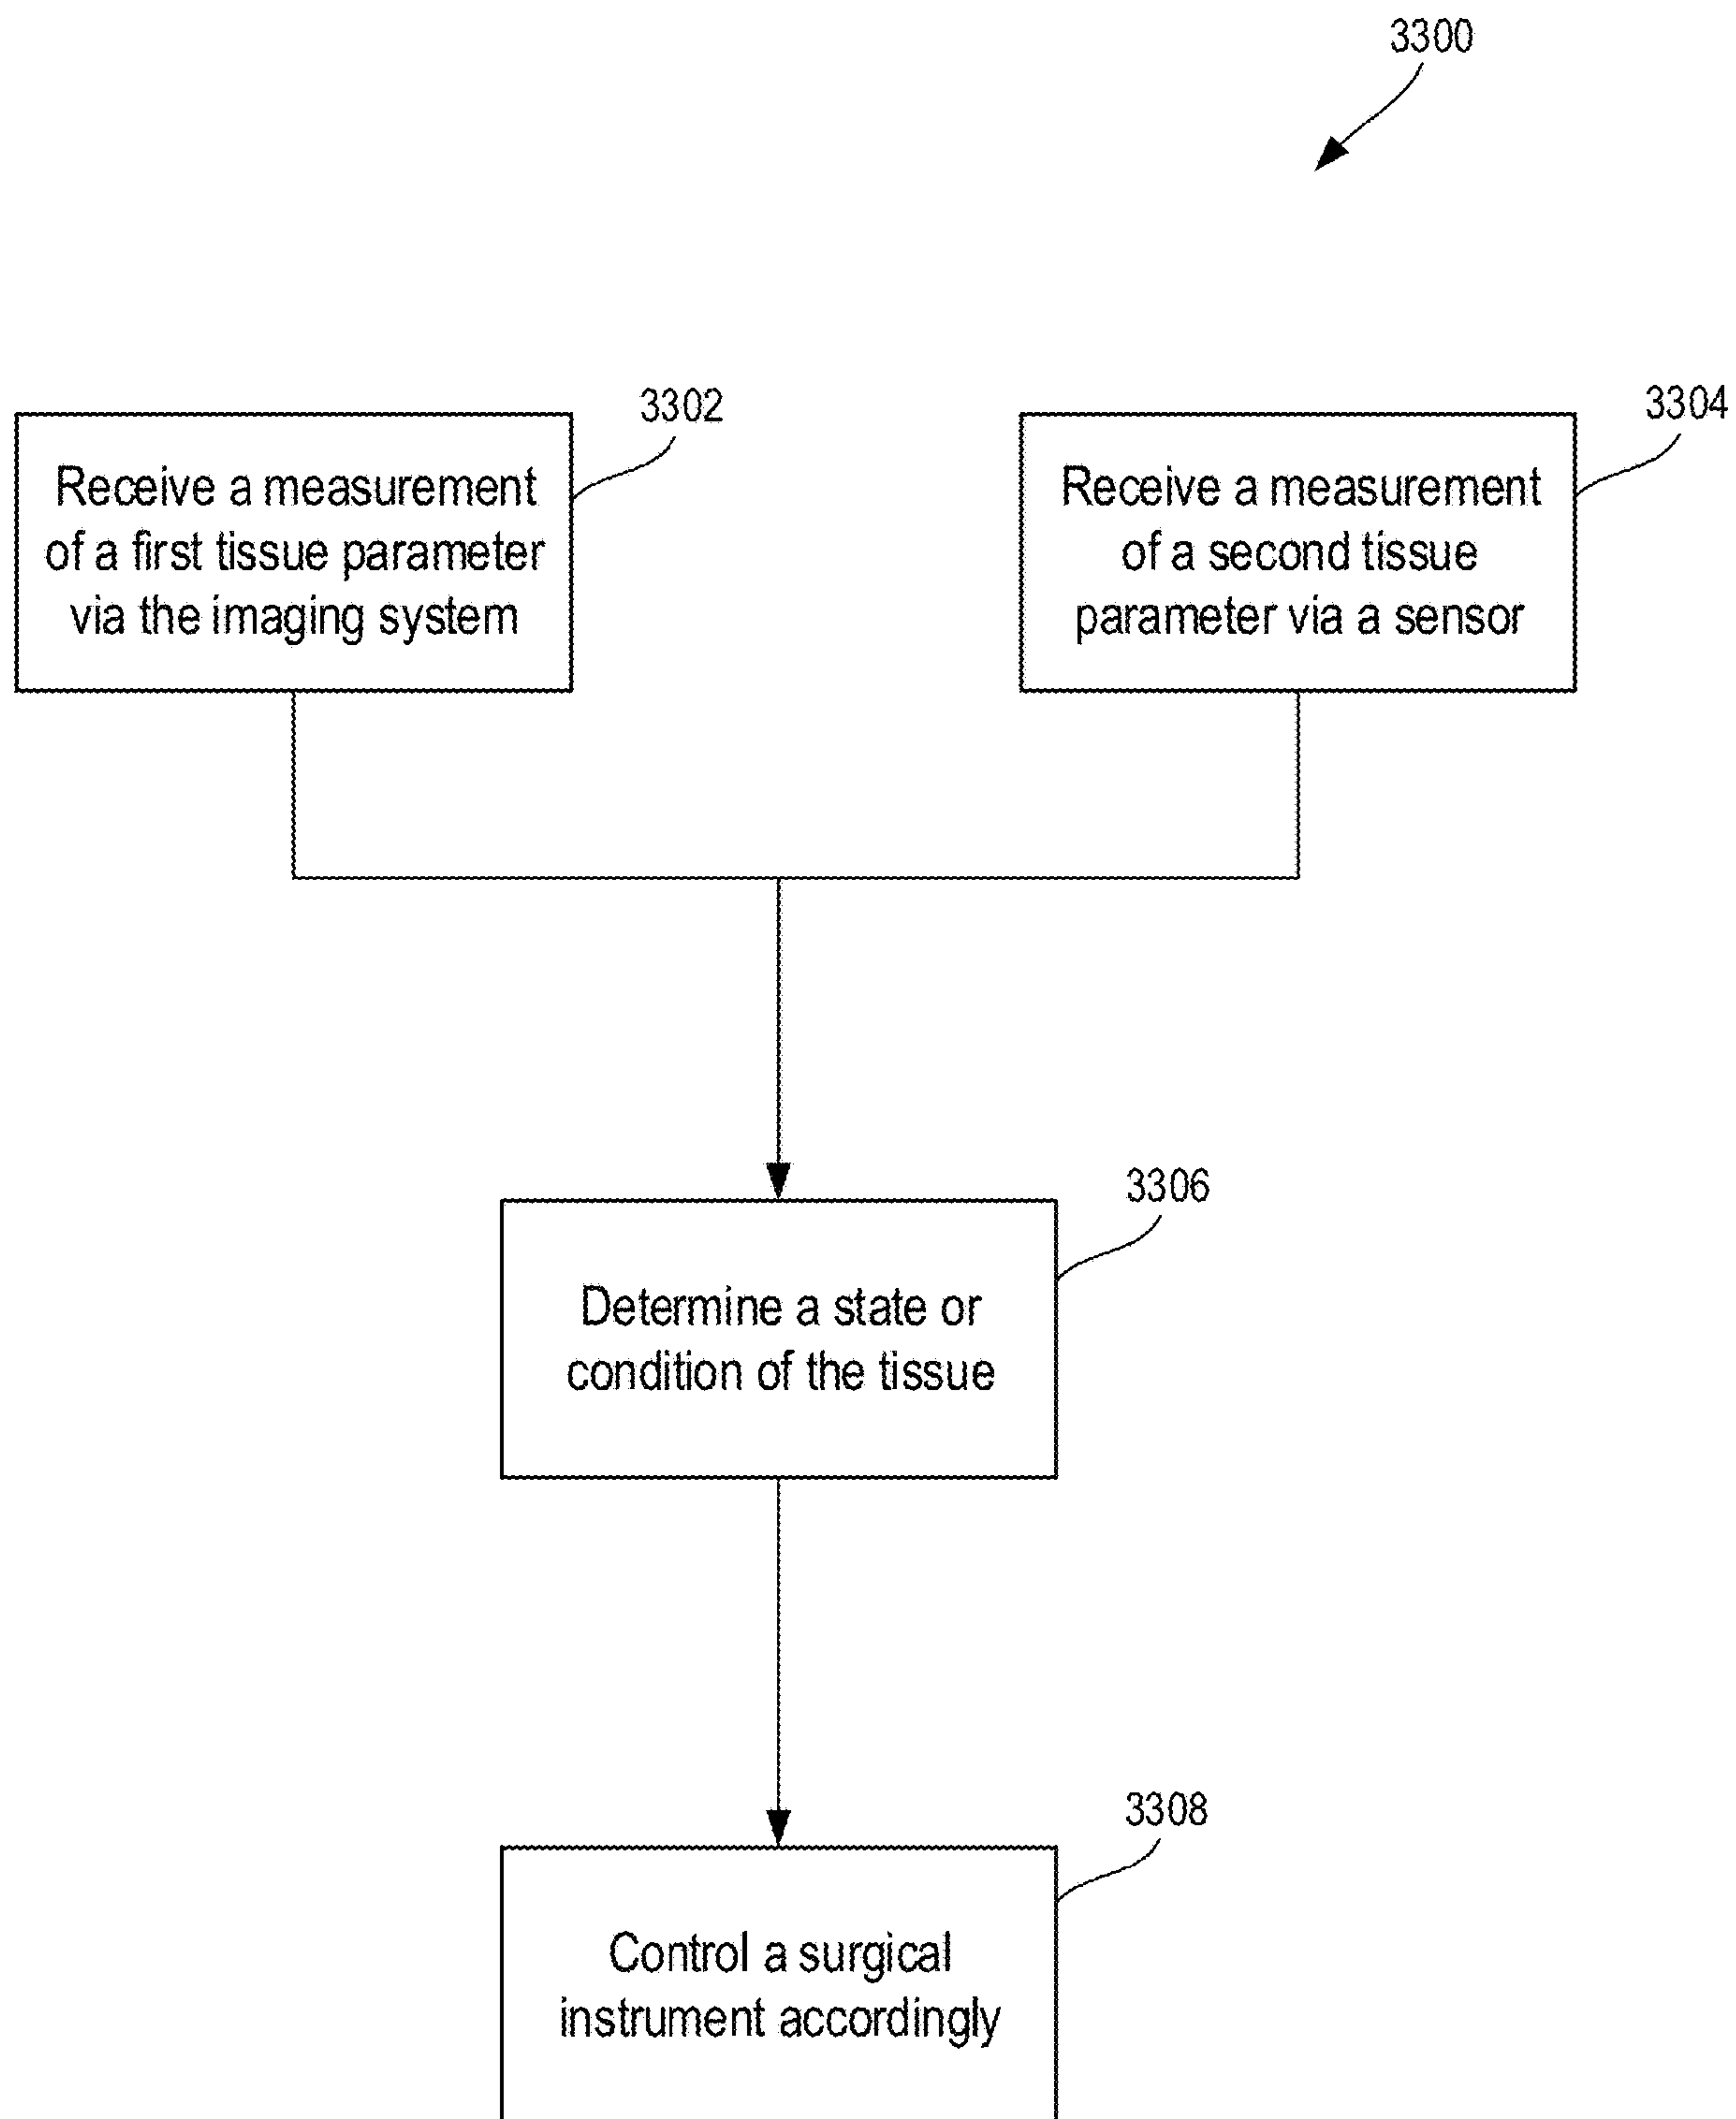 3300
3302
Receive a measurement
of a first tissue parameter
via the imaging system
3304
Receive a measurement
of a second tissue
parameter via a sensor
3306
Determine a state or
condition of the tissue
3308
Control a surgical
instrument accordingly